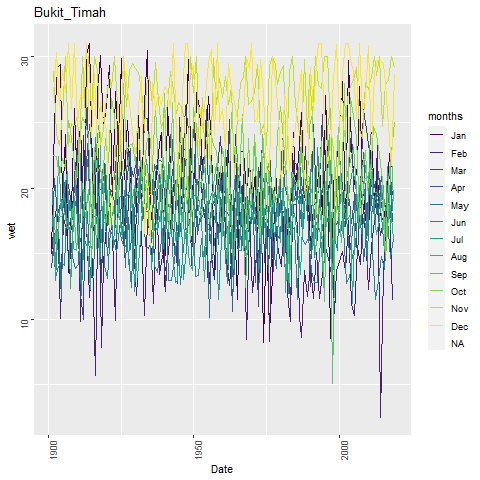 Bukit_Timah
30
20
10
wet
1900
1950
2000
Date
months
Jan
Feb
Mar
Apr
May
Jun
Jul
Aug
Sep
Oct
Nov
Dec
NA